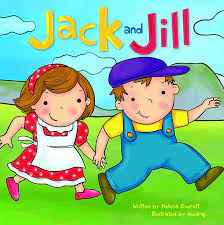 Jack and Jill
Written by Melissa Everett
Illustrated by